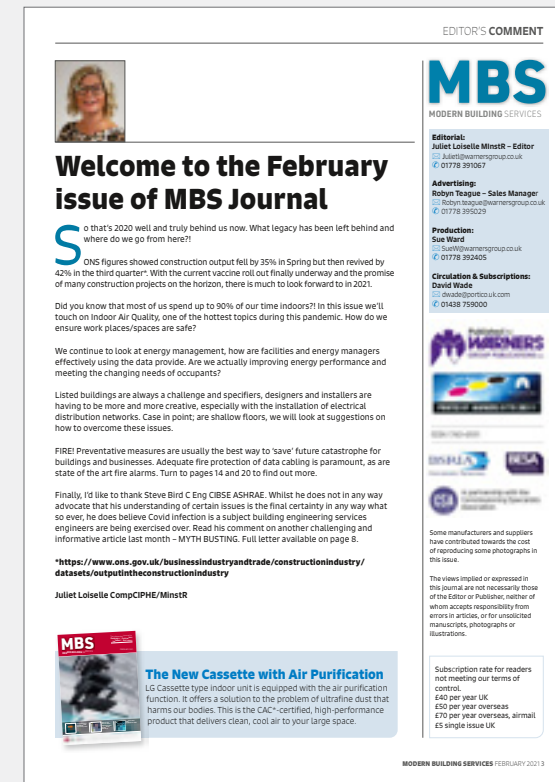 EDITOR'S COMMENT
Welcome to the February
issue of MBS Journal
So that's 2020 well and truly behind us now. What legacy has been left behind and
where do we go from here?!
ONS figures showed construction output fell by 35% in Spring but then revived by
42% in the third quarter*. With the current vaccine roll out finally underway and the promise
of many construction projects on the horizon, there is much to look forward to in 2021.
Did you know that most of us spend up to 90% of our time indoors?! In this issue we'll
touch on Indoor Air Quality, one of the hottest topics during this pandemic. How do we
ensure work places/spaces are safe?
We continue to look at energy management, how are facilities and energy managers
effectively using the data provide. Are we actually improving energy performance and
meeting the changing needs of occupants?
Listed buildings are always a challenge and specifiers, designers and installers are
having to be more and more creative, especially with the installation of electrical
distribution networks. Case in point; are shallow floors, we will look at suggestions on
how to overcome these issues.
FIRE! Preventative measures are usually the best way to 'save' future catastrophe for
buildings and businesses. Adequate fire protection of data cabling is paramount, as are
state of the art fire alarms. Turn to pages 14 and 20 to find out more.
Finally, I'd like to thank Steve Bird C Eng CIBSE ASHRAE. Whilst he does not in any way
advocate that his understanding of certain issues is the final certainty in any way what
so ever, he does believe Covid infection is a subject building engineering services
engineers are being exercised over. Read his comment on another challenging and
informative article last month – MYTH BUSTING. Full letter available on page 8.
*https://www.ons.gov.uk/businessindustryandtrade/constructionindustry/
datasets/outputintheconstructionindustry
Juliet Loiselle CompCIPHE/MinstR
MBS
The New Cassette with Air Purification
LG Cassette type indoor unit is equipped with the air purification
function. It offers a solution to the problem of ultrafine dust that
harms our bodies. This is the CAC*-certified, high-performance
product that delivers clean, cool air to your large space.
MBS
MODERN BUILDING SERVICES
Editorial:
Juliet Loiselle MInstR – Editor
Julietl@warnersgroup.co.uk
01778 391067
Advertising:
Robyn Teague – Sales Manager
Robyn.teague@warnersgroup.co.uk
01778 395029
Production:
Sue Ward
SueW@warnersgroup.co.uk
01778 392405
Circulation & Subscriptions:
David Wade
dwade@portico.uk.com
01438 759000
Published by
WARNERS
GROUP PUBLICATIONS
BSRIA
BESA
CSA
Some manufacturers and suppliers
have contributed towards the cost
of reproducing some photographs in
this issue.
The views implied or expressed in
this journal are not necessarily those
of the Editor or Publisher, neither of
whom accepts responsibility from
errors in articles, or for unsolicited
manuscripts, photographs or
illustrations.
Subscription rate for readers
not meeting our terms of
control.
£40 per year UK
£50 per year overseas
£70 per year overseas, airmail
£5 single issue UK
MODERN BUILDING SERVICES FEBRUARY 2021 3